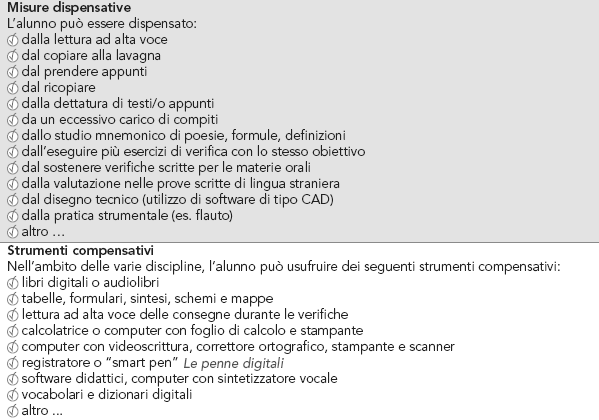 Misure dispensative
L'alunno può essere dispensato:
dalla lettura ad alta voce
dal copiare alla lavagna
dal prendere appunti
dal ricopiare
dalla dettatura di testi/o appunti
da un eccessivo carico di compiti
dallo studio mnemonico di poesie, formule, definizioni
dall'eseguire più esercizi di verifica con lo stesso obiettivo
dal sostenere verifiche scritte per le materie orali
dalla valutazione nelle prove scritte di lingua straniera
dal disegno tecnico (utilizzo di software di tipo CAD)
dalla pratica strumentale (es. flauto)
altro ...
Strumenti compensativi
Nell'ambito delle varie discipline, l'alunno può usufruire dei seguenti strumenti compensativi:
libri digitali o audiolibri
tabelle, formulari, sintesi, schemi e mappe
lettura ad alta voce delle consegne durante le verifiche
calcolatrice o computer con foglio di calcolo e stampante
computer con videoscrittura, correttore ortografico, stampante e scanner
registratore o "smart pen" Le penne digitali
software didattici, computer con sintetizzatore vocale
vocabolari e dizionari digitali
altro ...